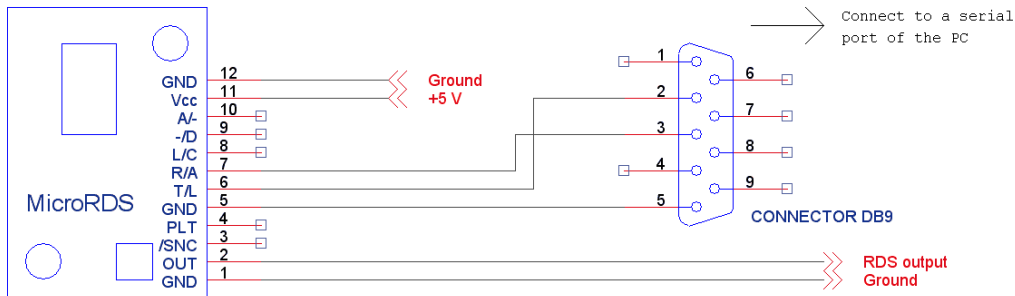 Connect to a serial
port of the PC
GND 12 Ground
Vcc 11 +5 V
A/- 10
-/D 9
L/C 8
R/A 7
T/L 6
GND 5
PLT 4
/SNC 3
OUT 2 RDS output
GND 1 Ground
MicroRDS
1
2
3
4
5
6
7
8
9
CONNECTOR DB9